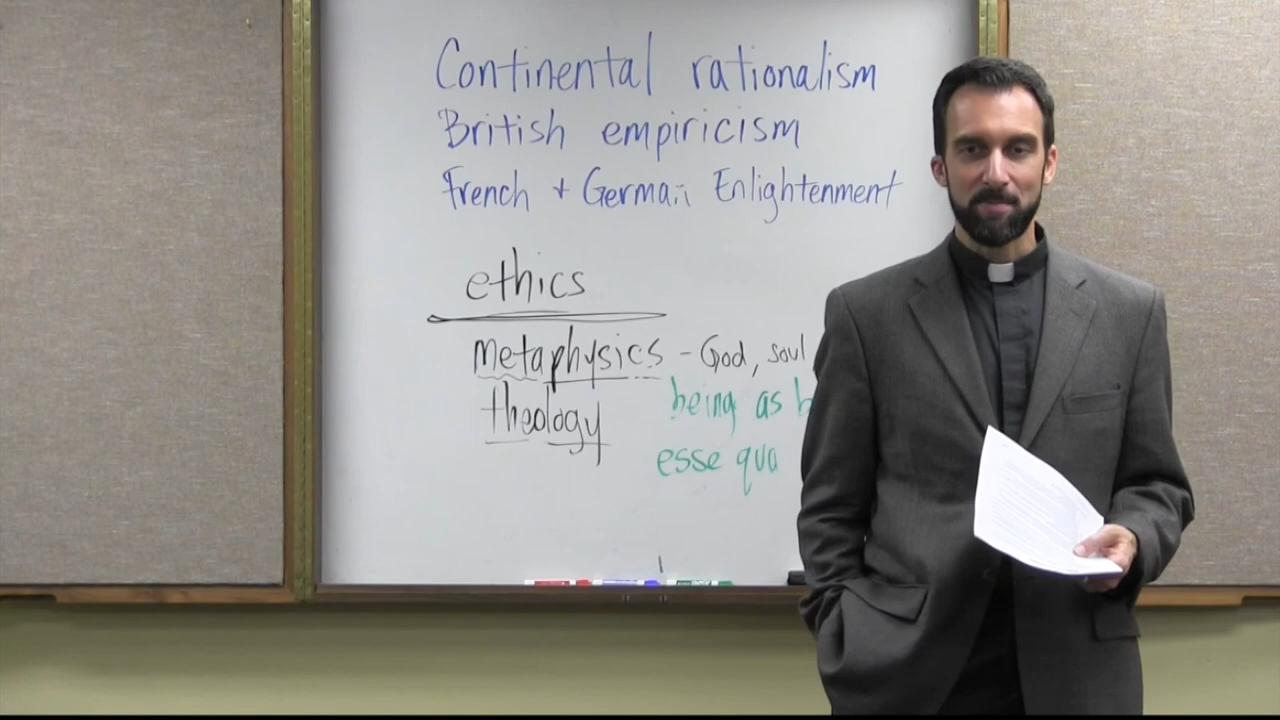 Continental rationalism
British empiricism
French + German Enlightenment
ethics
metaphysics - God, soul
theology
being as b
esse qua